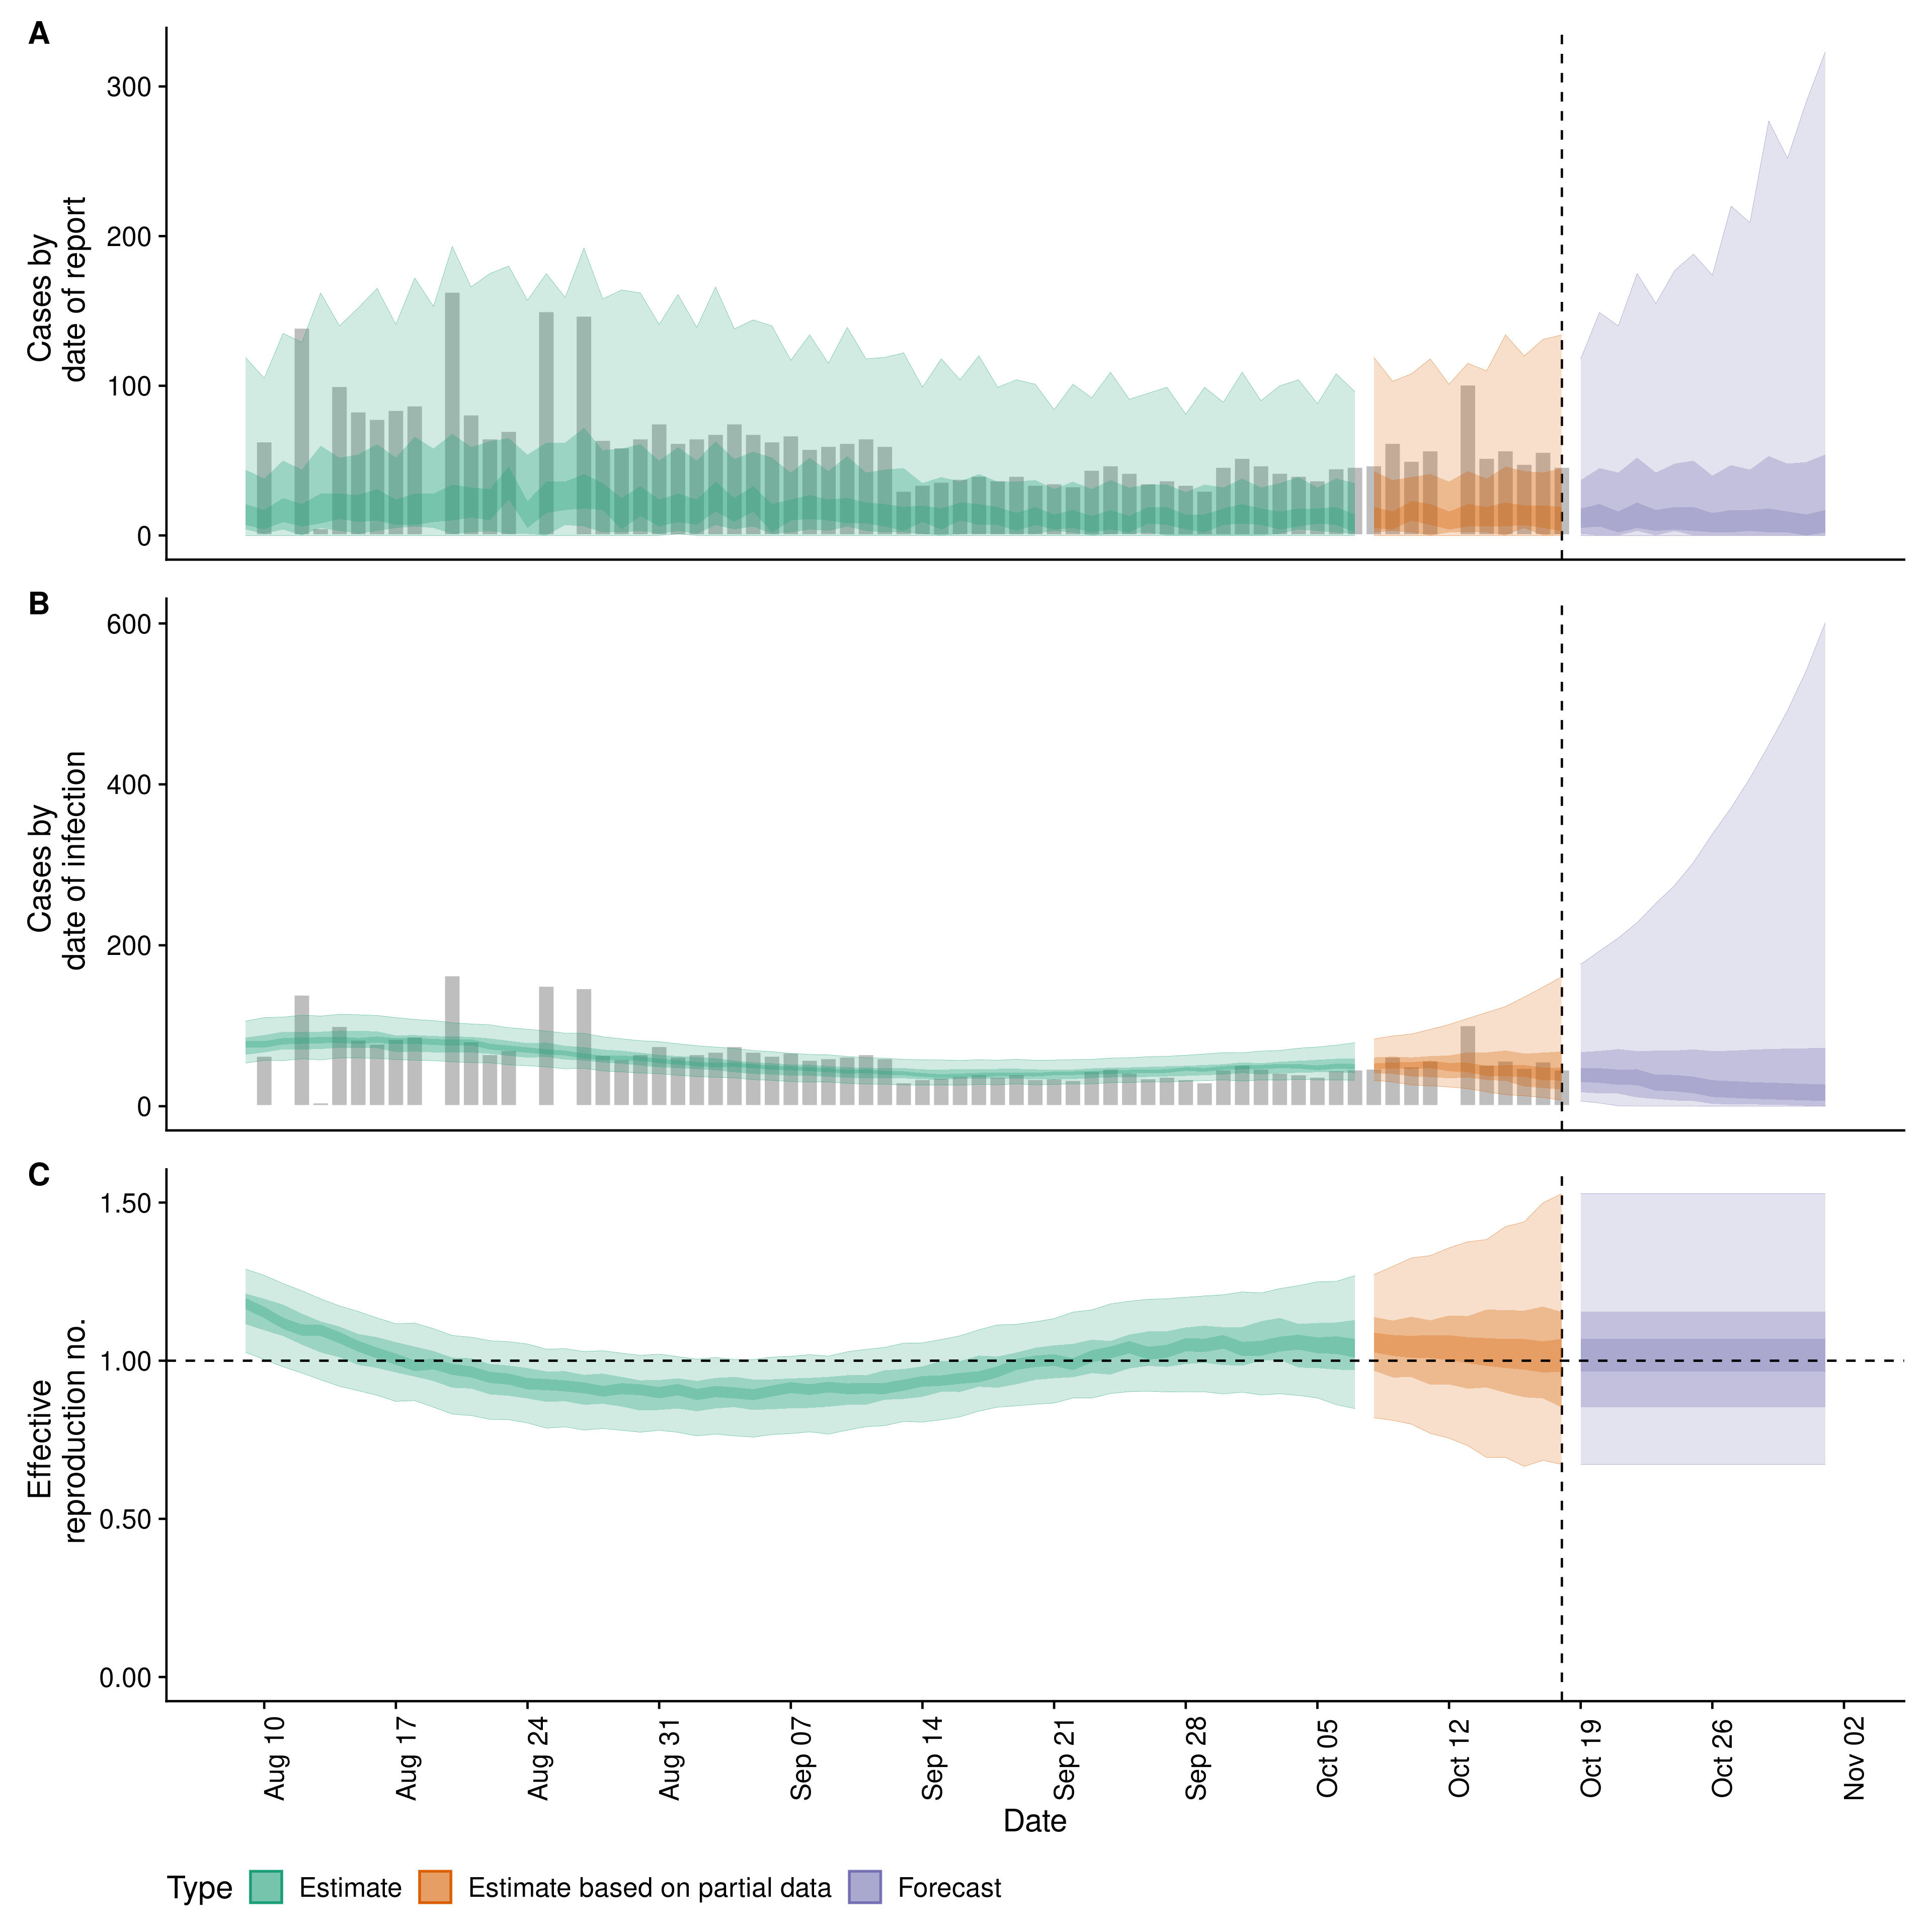 A
300
200
100
0
Cases by
date of report
B
600
400
200
0
Cases by
date of infection
C
1.50
1.00
0.50
0.00
Effective
reproduction no.
Aug 10
Aug 17
Aug 24
Aug 31
Sep 07
Sep 14
Sep 21
Sep 28
Oct 05
Oct 12
Oct 19
Oct 26
Nov 02
Date
Type Estimate Estimate based on partial data Forecast